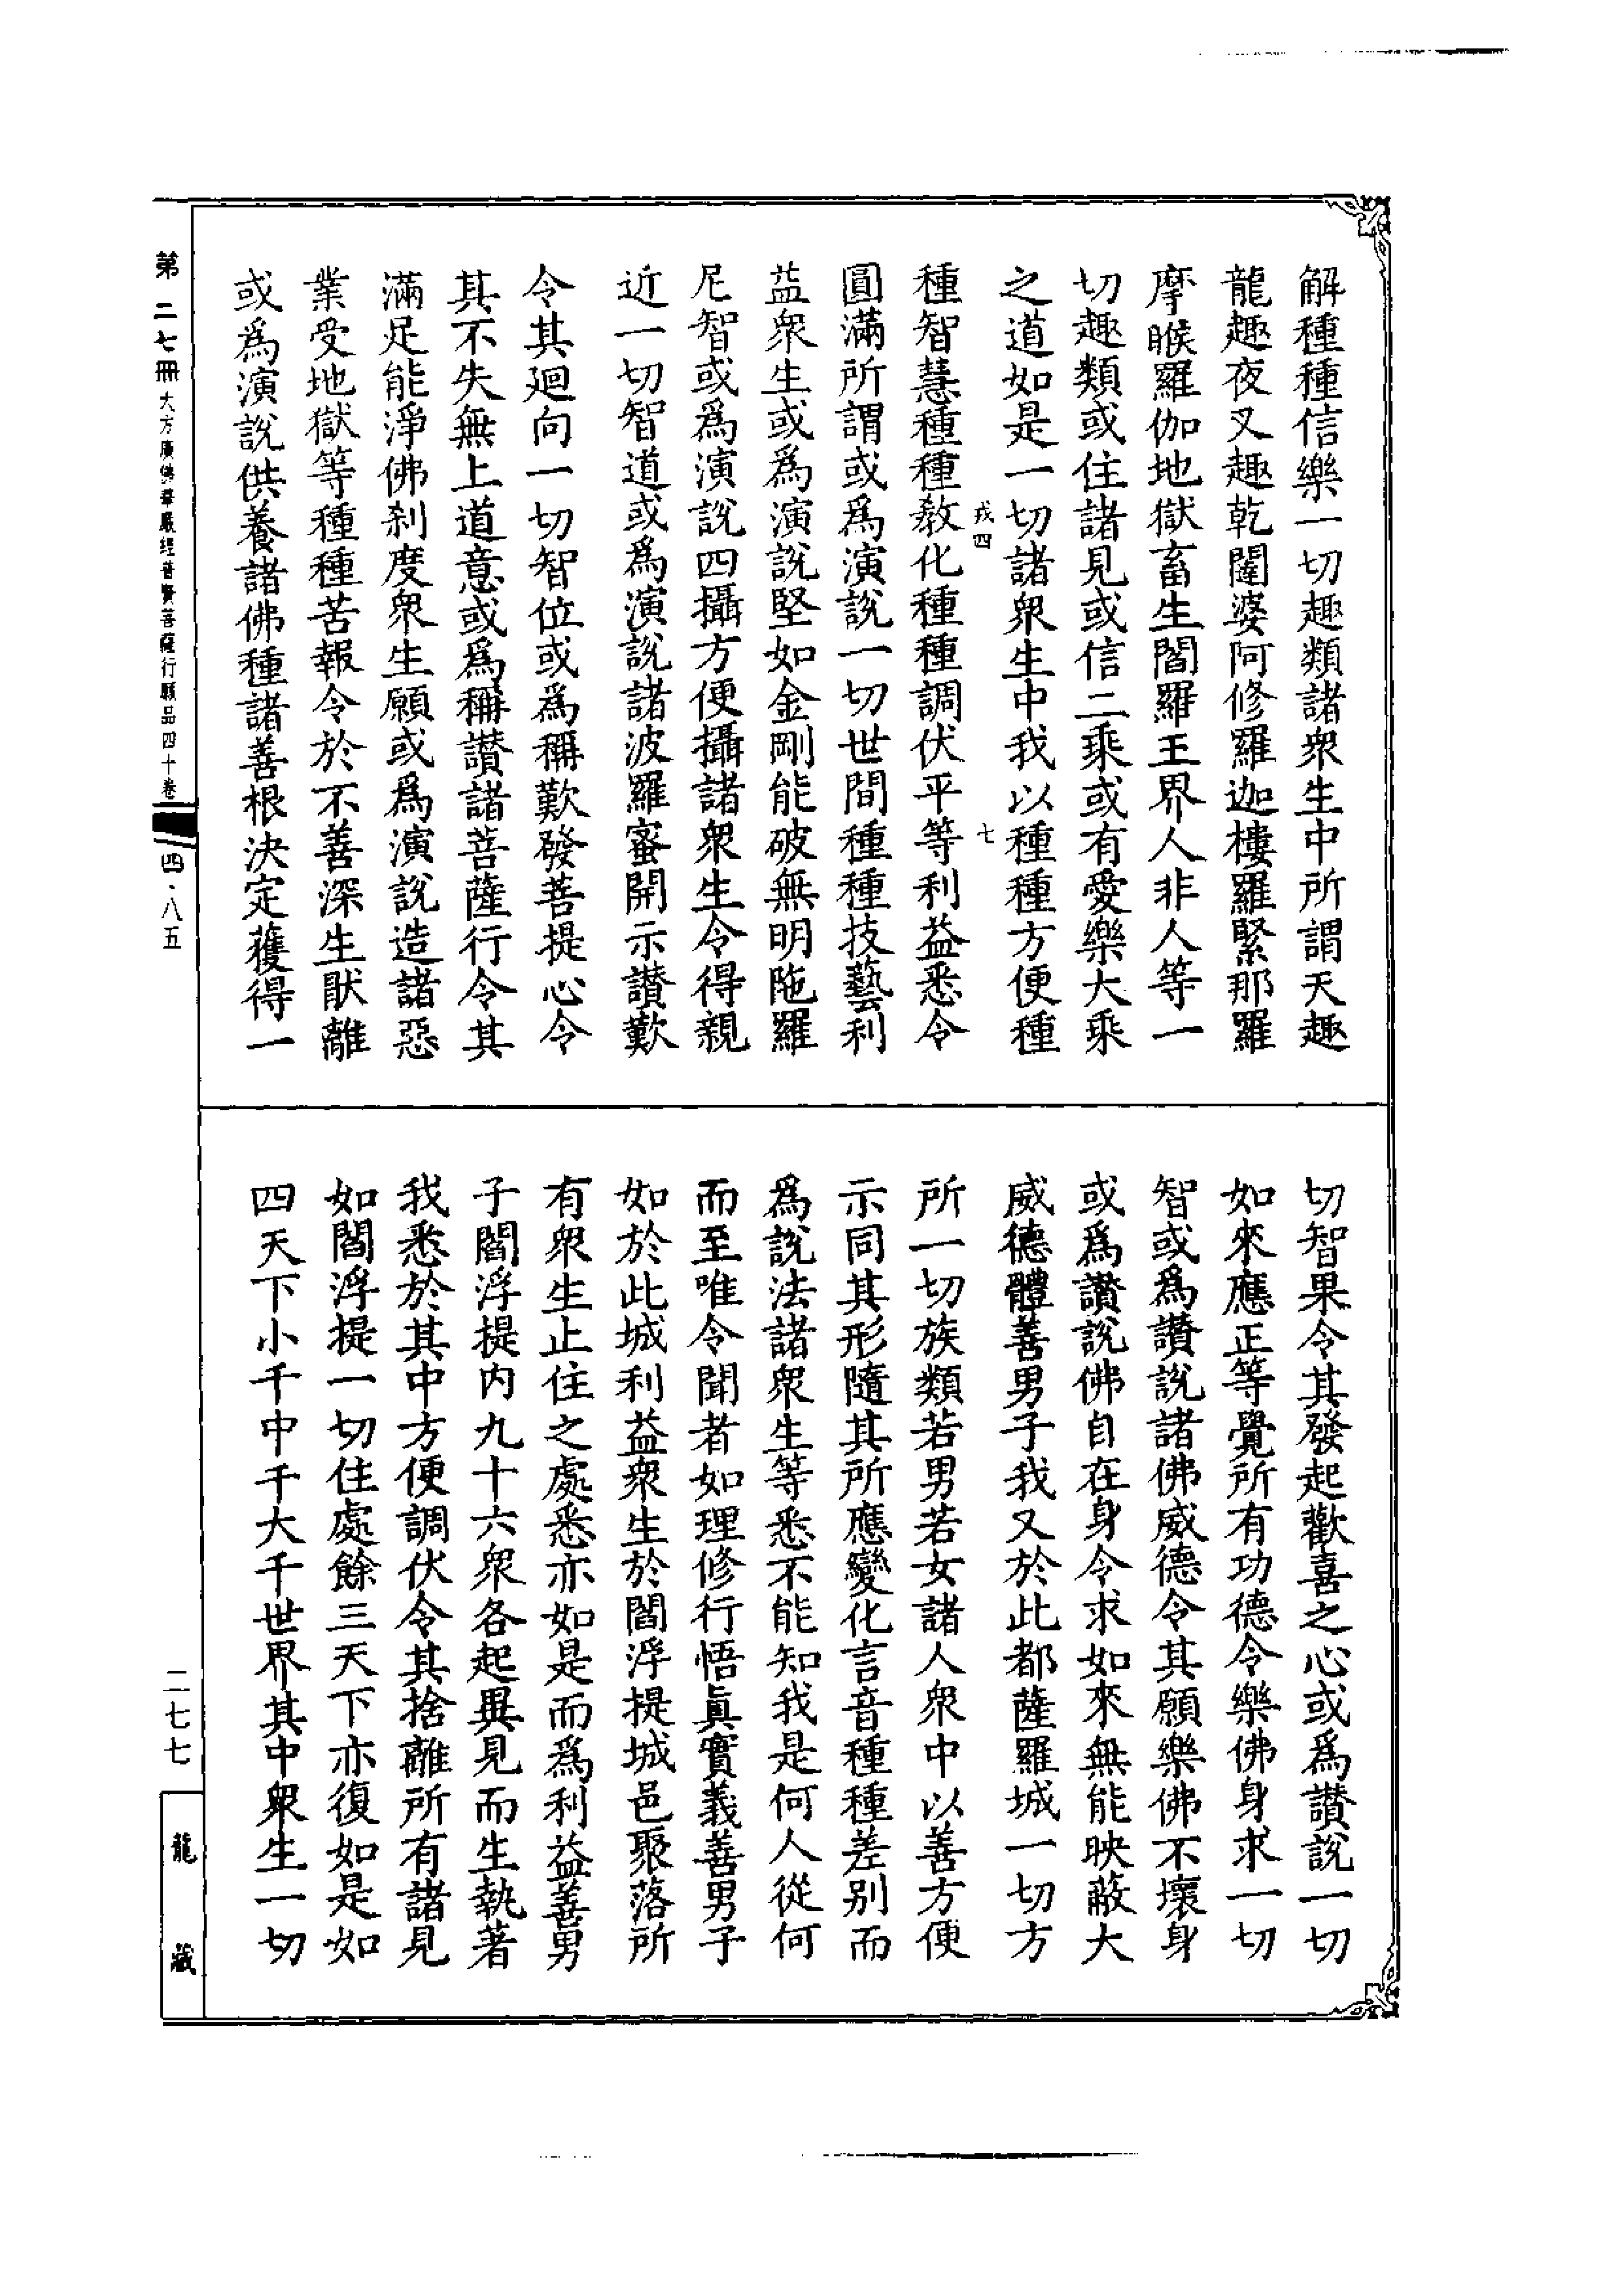 解種種信樂一切趣類諸衆生中所謂天趣
龍趣夜叉趣乾闥婆阿修羅迦樓羅緊那羅
摩睺羅伽地獄畜生閻羅王界人非人等一
切趣類或住諸見或信二乘或有愛樂大乘
之道如是一切諸衆生中我以種種方便種
戎四
七
種智慧種種敎化種種調伏平等利益悉令
圓滿所謂或爲演說一切世間種種技藝利
益衆生或爲演說堅如金剛能破無明陁羅
尼智或爲演說四攝方便攝諸衆生令得親
近一切智道或爲演說諸波羅蜜開示讚歎
令其廻向一切智位或爲稱歎發菩提心令
其不失無上道意或爲稱讚諸菩薩行令其
滿足能淨佛刹度衆生願或爲演說造諸惡
業受地獄等種種苦報令於不善深生猒離
或爲演說供養諸佛種諸善根決定蒱得一
切智果令其發起歡喜之心或爲讚說一切
如來應正等覺所有功德令樂佛身求一切
智或爲讚說諸佛威德令其願樂佛不壞身
或爲讚說佛自在身令求如來無能映蔽大
威德體善男子我又於此都薩羅城一切方
所一切族類若男若女諸人衆中以善方便
示同其形隨其所應變化言音種種差别而
爲說法諸衆生等悉不能知我是何人從何
而至唯令聞者如理修行悟眞實義善男子
如於此城利益衆生於閻浮提城邑聚落所
有衆生止住之處悉亦如是而爲利益善男
子閻浮提内九十六衆各起異見而生執著
我悉於其中方便調伏令其捨離所有諸見
如閻浮提一切住處餘三天下亦復如是如
四天下小千中千大千世界其中衆生一切
第二七冊 大方廣佛華嚴經普賢菩薩行願品四十卷 四·八五
二七七
龍藏